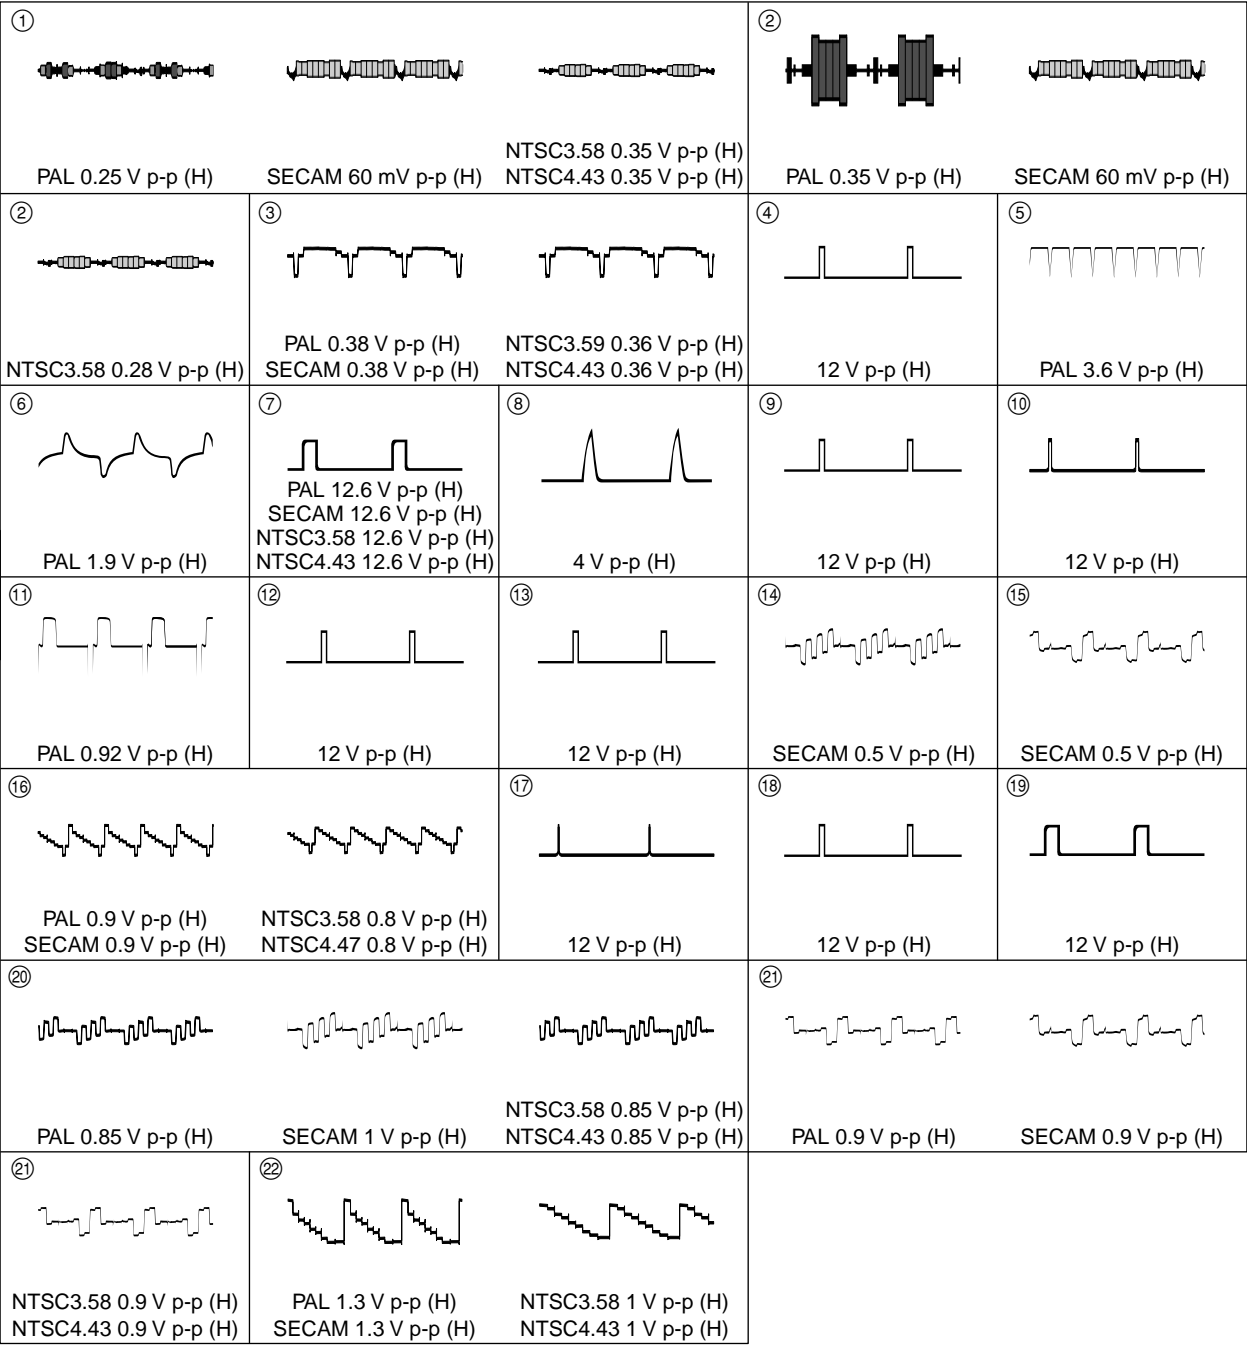 ①
PAL 0.25 V p-p (H)
SECAM 60 mV p-p (H)
NTSC3.58 0.35 V p-p (H)
NTSC4.43 0.35 V p-p (H)
②
PAL 0.35 V p-p (H)
SECAM 60 mV p-p (H)
②
NTSC3.58 0.28 V p-p (H)
③
PAL 0.38 V p-p (H)
SECAM 0.38 V p-p (H)
NTSC3.59 0.36 V p-p (H)
NTSC4.43 0.36 V p-p (H)
④
12 V p-p (H)
⑤
PAL 3.6 V p-p (H)
⑥
PAL 1.9 V p-p (H)
⑦
PAL 12.6 V p-p (H)
SECAM 12.6 V p-p (H)
NTSC3.58 12.6 V p-p (H)
NTSC4.43 12.6 V p-p (H)
⑧
4 V p-p (H)
⑨
12 V p-p (H)
⑩
12 V p-p (H)
⑪
PAL 0.92 V p-p (H)
⑫
12 V p-p (H)
⑬
12 V p-p (H)
⑭
SECAM 0.5 V p-p (H)
⑮
SECAM 0.5 V p-p (H)
⑯
PAL 0.9 V p-p (H)
SECAM 0.9 V p-p (H)
NTSC3.58 0.8 V p-p (H)
NTSC4.47 0.8 V p-p (H)
⑰
12 V p-p (H)
⑱
12 V p-p (H)
⑲
12 V p-p (H)
⑳
PAL 0.85 V p-p (H)
SECAM 1 V p-p (H)
NTSC3.58 0.85 V p-p (H)
NTSC4.43 0.85 V p-p (H)
㉑
PAL 0.9 V p-p (H)
SECAM 0.9 V p-p (H)
㉑
NTSC3.58 0.9 V p-p (H)
NTSC4.43 0.9 V p-p (H)
㉒
PAL 1.3 V p-p (H)
SECAM 1.3 V p-p (H)
NTSC3.58 1 V p-p (H)
NTSC4.43 1 V p-p (H)